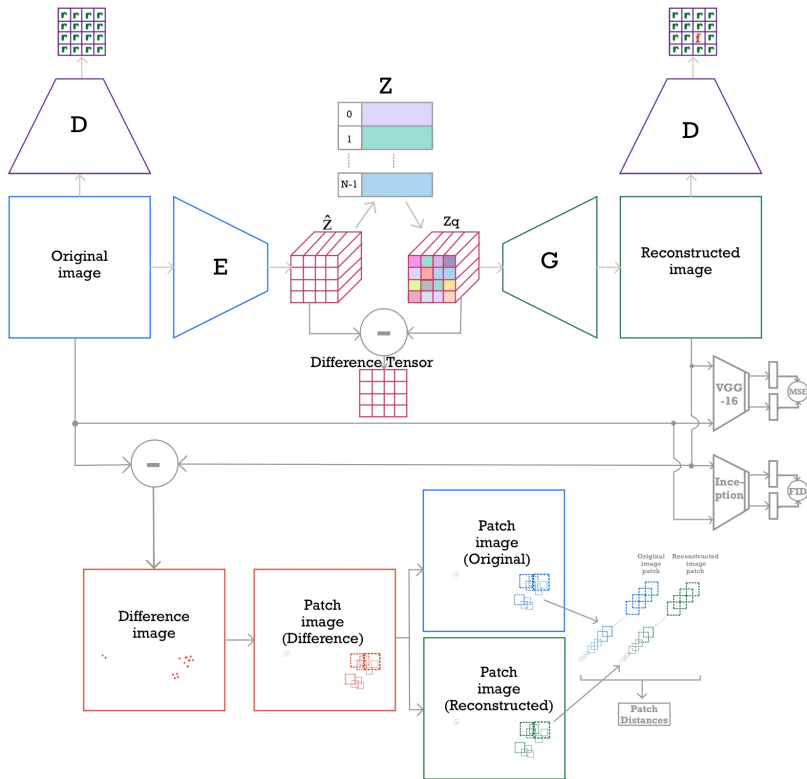 r r r r
r r r r
r r r r
r r r r
r r r r
r r r r
r r f r
r r r r
D
D
Z
0
1
N-1
Original
image
E
Ẑ
Zq
G
Reconstructed
image
Difference Tensor
VGG
-16
MSE
Ince-
ption
FID
Difference
image
Patch
image
(Difference)
Patch
image
(Original)
Patch
image
(Reconstructed)
Original
image
patch
Reconstructed
image
patch
Patch
Distances